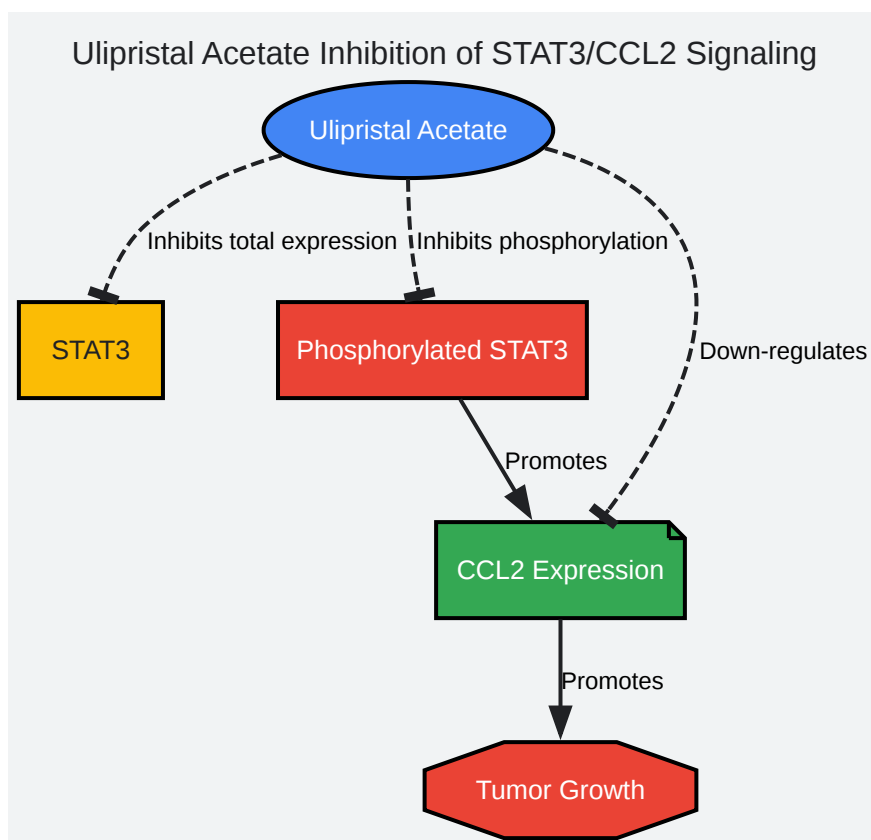 Ulipristal Acetate Inhibition of STAT3/CCL2 Signaling
Ulipristal Acetate
Inhibits total expression
Inhibits phosphorylation
STAT3
Phosphorylated STAT3
Down-regulates
Promotes
CCL2 Expression
Promotes
Tumor Growth